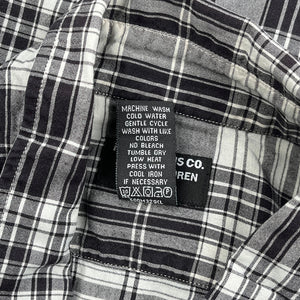 MACHINE WASH
COLD WATER
GENTLE CYCLE
WASH WITH LIKE
COLORS
NO BLEACH
TUMBLE DRY
LOW HEAT
PRESS WITH
COOL IRON
IF NECESSARY
S CO.
REN